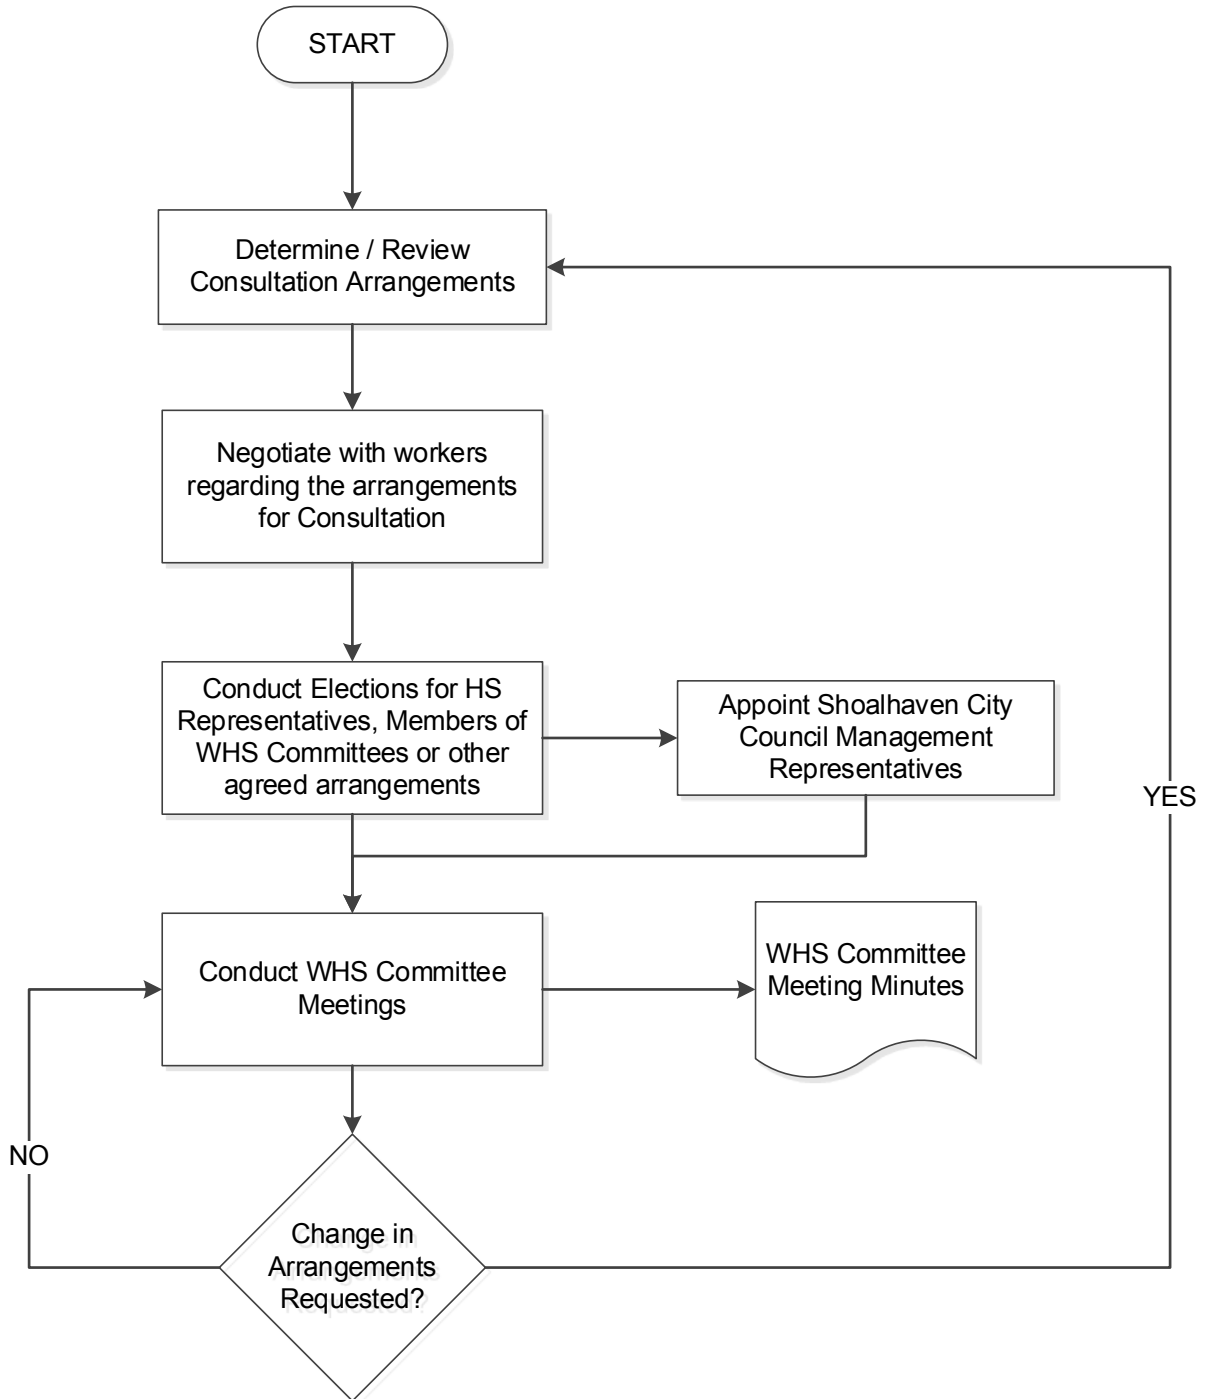 START
Determine / Review
Consultation Arrangements
Negotiate with workers
regarding the arrangements
for Consultation
Conduct Elections for HS
Representatives, Members of
WHS Committees or other
agreed arrangements
Appoint Shoalhaven City
Council Management
Representatives
YES
Conduct WHS Committee
Meetings
WHS Committee
Meeting Minutes
NO
Change in
Arrangements
Requested?